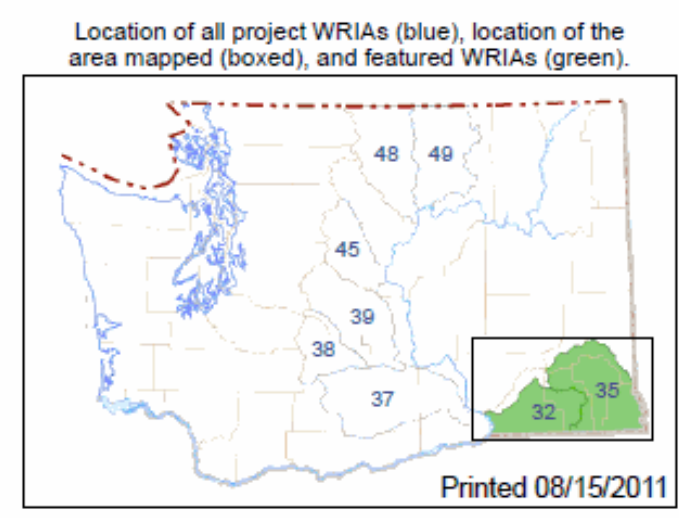 Location of all project WRIAs (blue), location of the
area mapped (boxed), and featured WRIAs (green).
48 49
45
39
38
37
35
32
Printed 08/15/2011